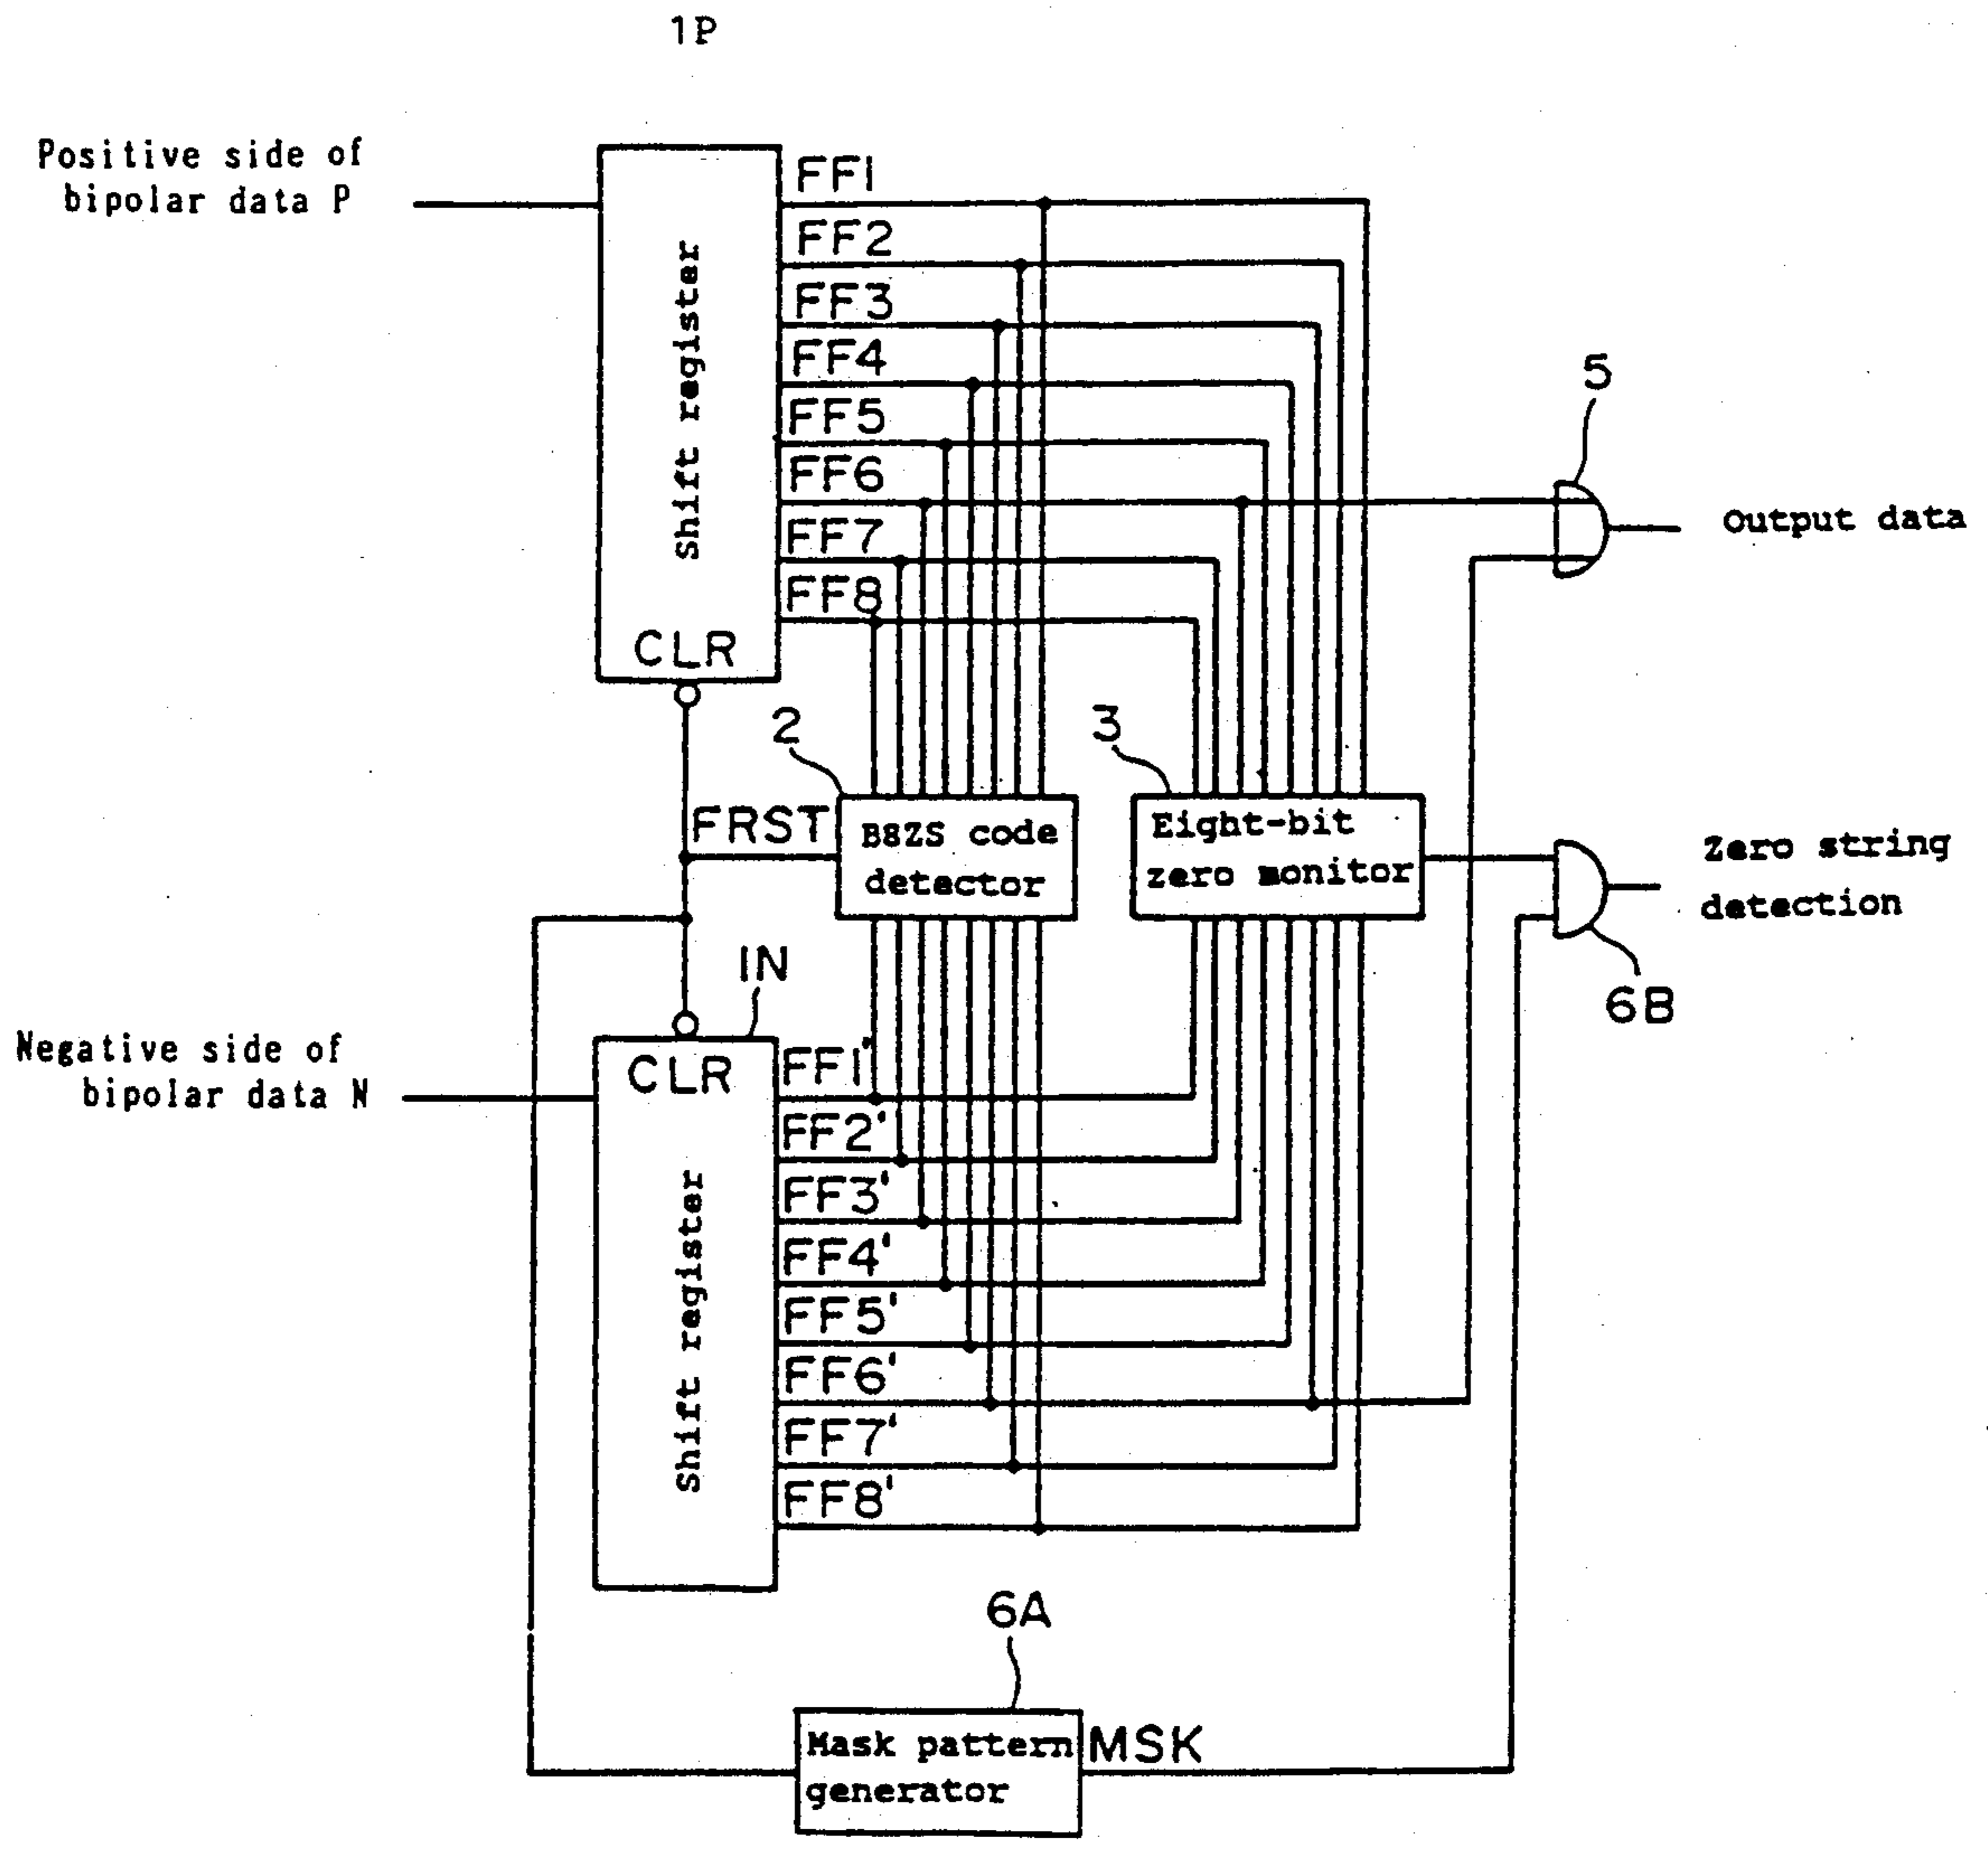 1P
Positive side of
bipolar data P
Shift register
CLR
FF1
FF2
FF3
FF4
FF5
FF6
FF7
FF8
5
Output data
2
3
FRST
B8ZS code
detector
Eight-bit
zero monitor
Zero string
detection
6B
1N
Negative side of
bipolar data N
CLR
Shift register
FF1'
FF2'
FF3'
FF4'
FF5'
FF6'
FF7'
FF8'
6A
Mask pattern
generator
MSK